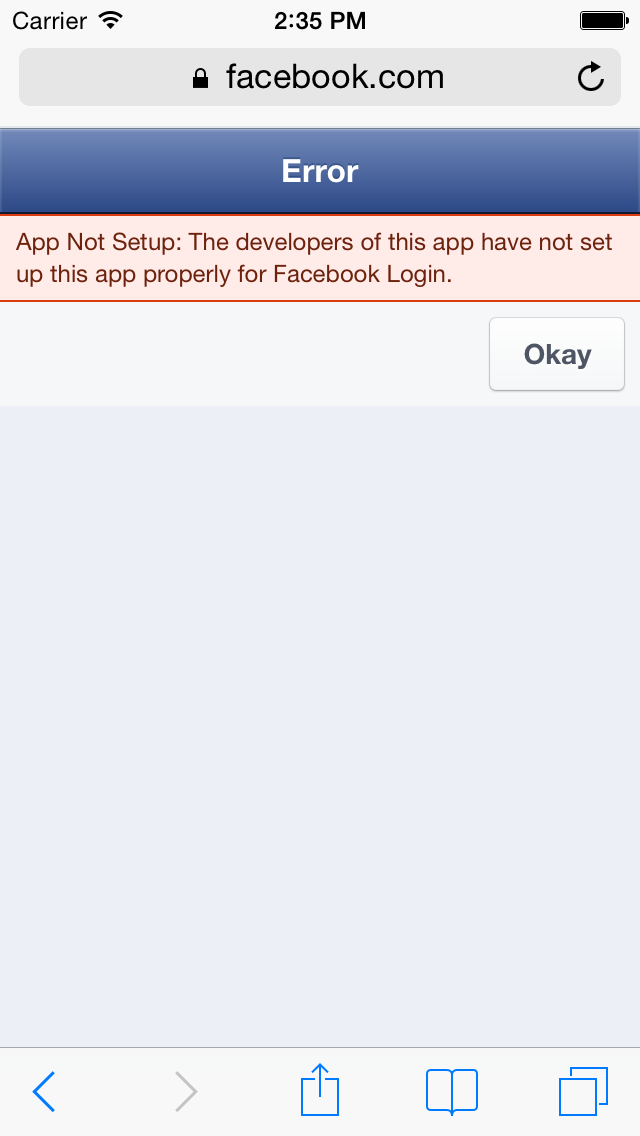 Carrier 2:35 PM
facebook.com
Error
App Not Setup: The developers of this app have not set
up this app properly for Facebook Login.
Okay